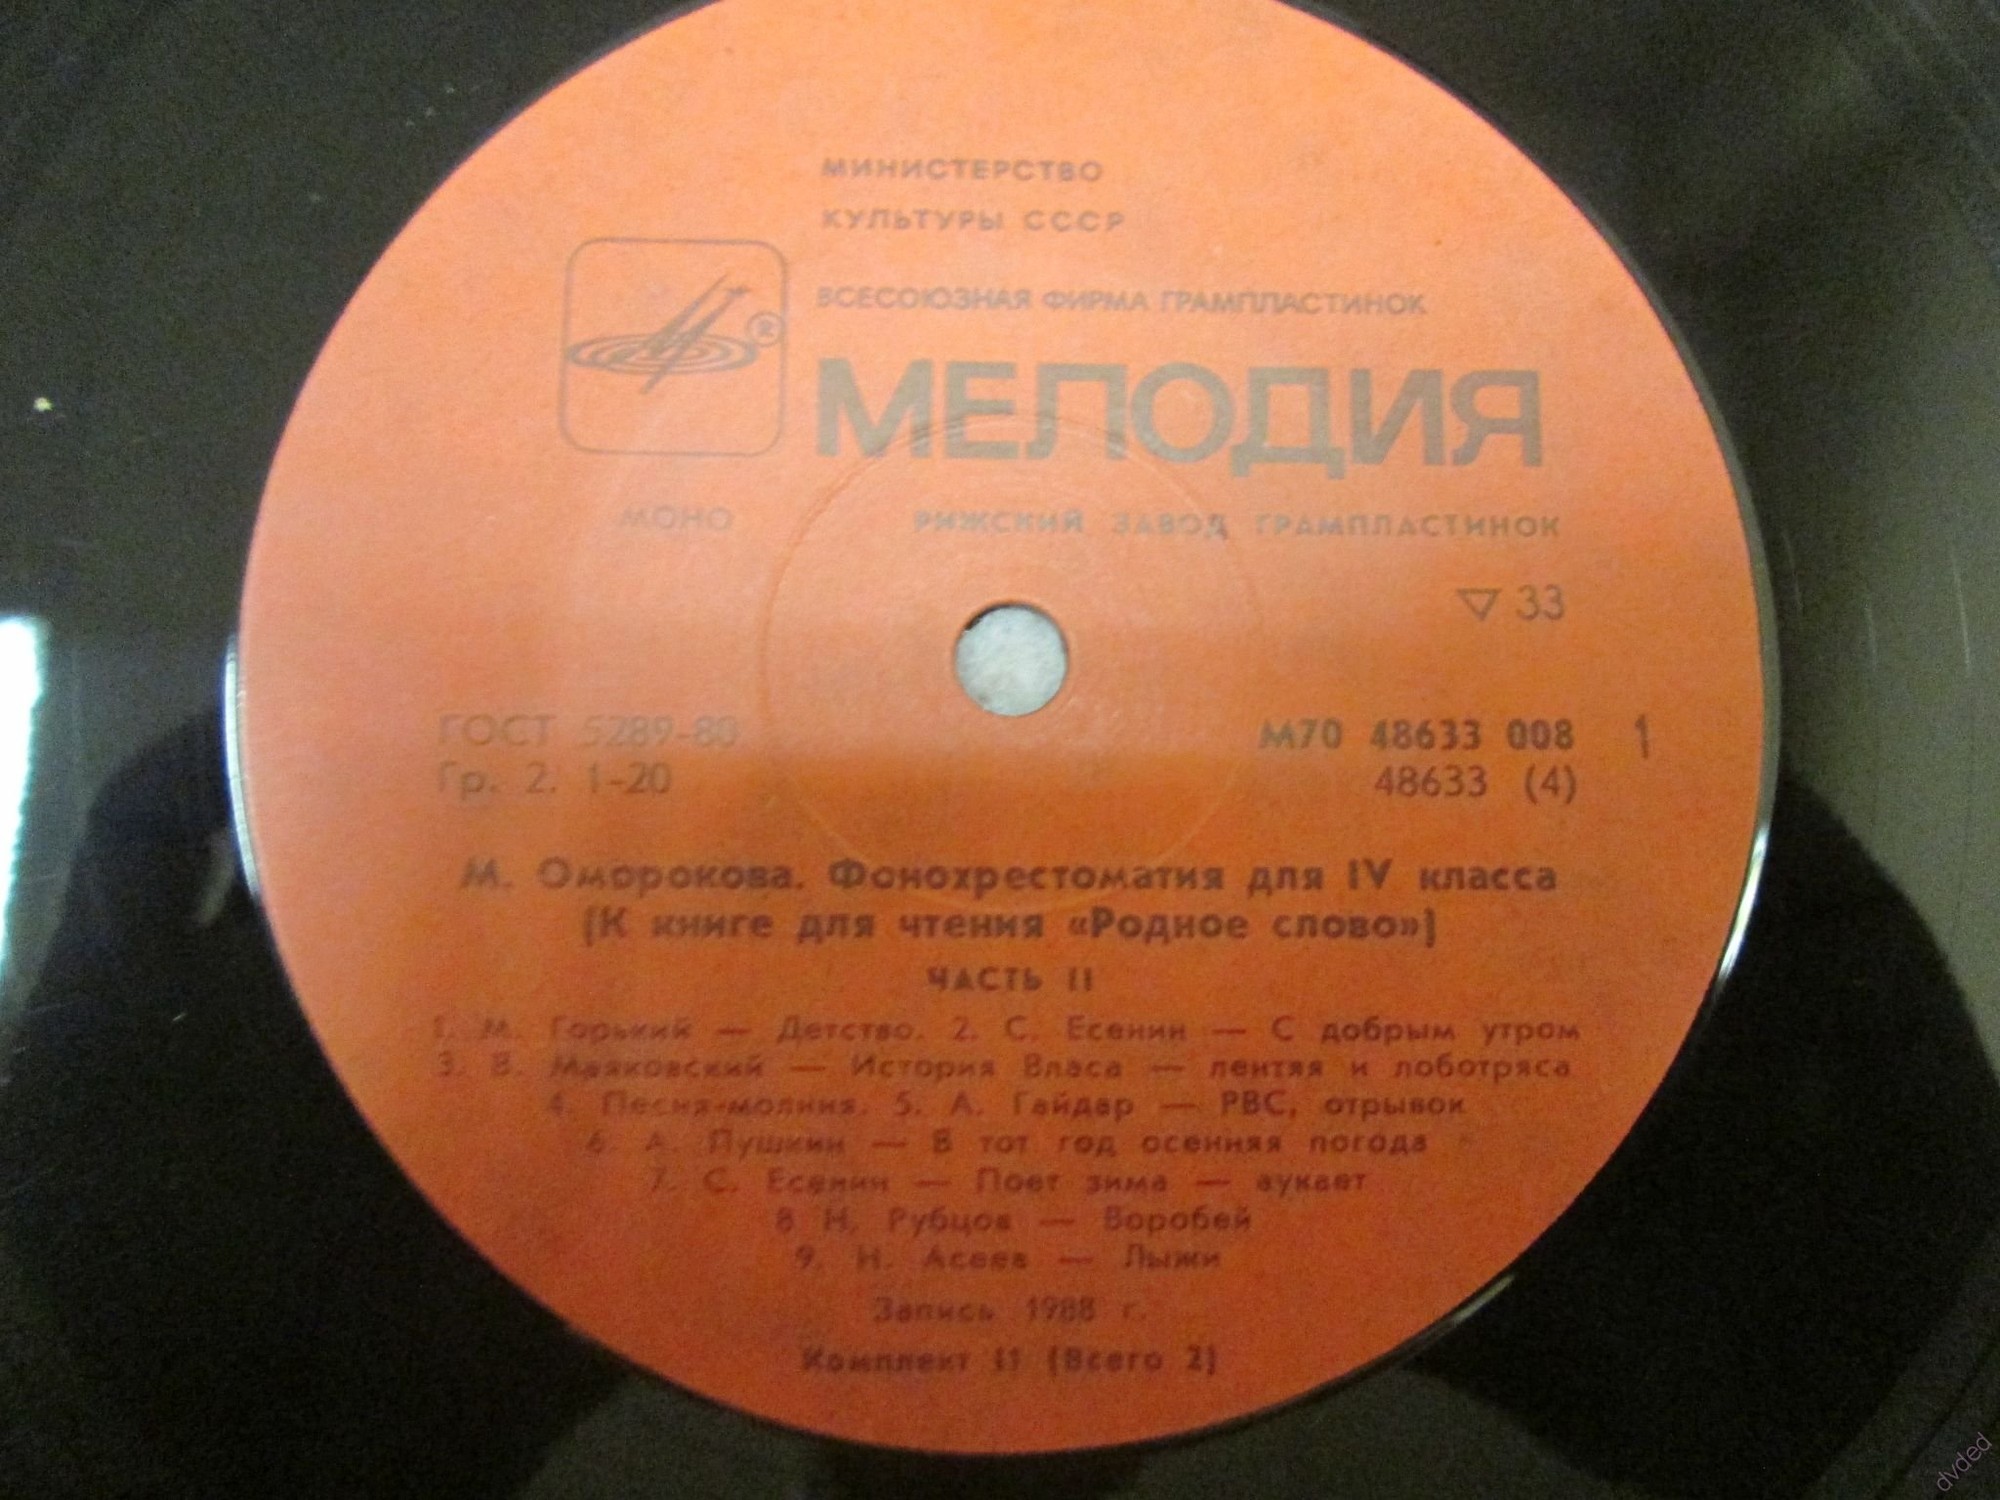 МИНИСТЕРСТВО
КУЛЬТУРЫ СССР
ВСЕСОЮЗНАЯ ФИРМА ГРАМПЛАСТИНОК
®
МЕЛОДИЯ
МОНО РИЖСКИЙ ЗАВОД ГРАМПЛАСТИНОК
▽ 33
ГОСТ 5289-88 М70 48633 008 1
Гр. 2. 1-20 48633 (4)
М. Оморокова. Фонохрестоматия для IV класса
(К книге для чтения «Родное слово»)
ЧАСТЬ II
1. М. Горький — Детство. 2. С. Есенин — С добрым утром
3. В. Маяковский — История Власа — лентяя и лоботряса
4. Песня-молния. 5. А. Гайдар — РВС, отрывок
6. А. Пушкин — В тот год осенняя погода
7. С. Есенин — Поет зима — аукает
8 Н. Рубцов — Воробей
9. Н. Асеев — Лыжи
Запись 1988 г.
Комплект II (Всего 2)
dvded